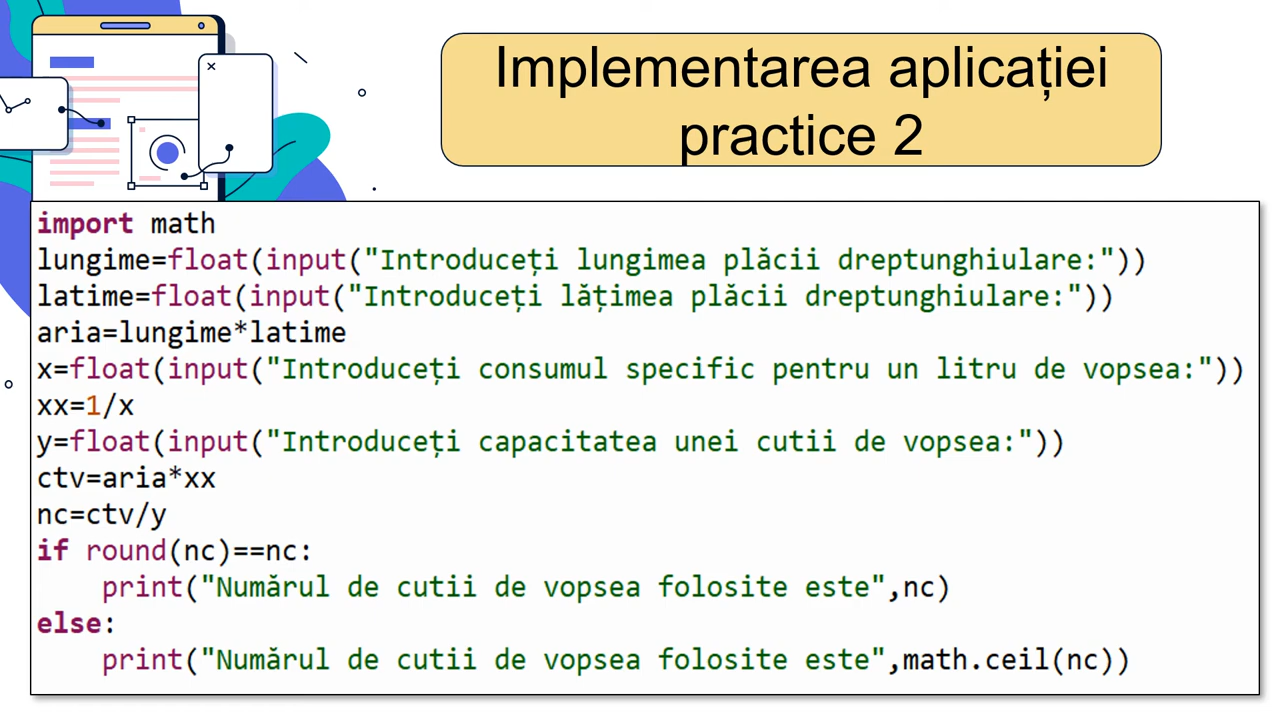 Implementarea aplicației
practice 2
import math
lungime=float(input("Introduceți lungimea plăcii dreptunghiulare:"))
latime=float(input("Introduceți lățimea plăcii dreptunghiulare:"))
aria=lungime*latime
x=float(input("Introduceți consumul specific pentru un litru de vopsea:"))
xx=1/x
y=float(input("Introduceți capacitatea unei cutii de vopsea:"))
ctv=aria*xx
nc=ctv/y
if round(nc)==nc:
    print("Numărul de cutii de vopsea folosite este",nc)
else:
    print("Numărul de cutii de vopsea folosite este",math.ceil(nc))